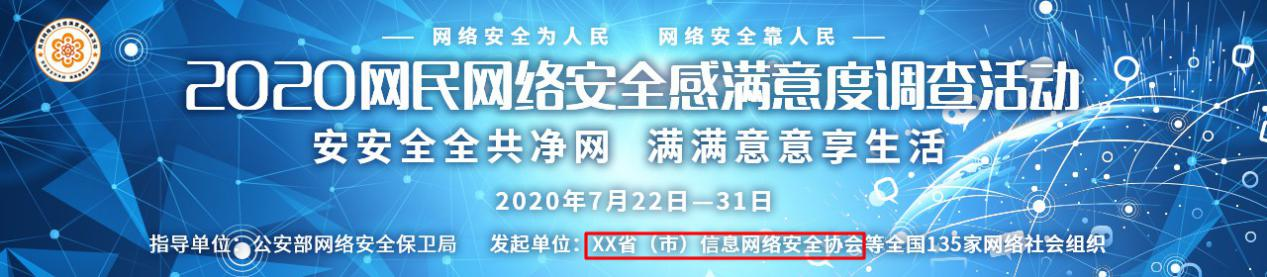 网络安全为人民 网络安全靠人民
2020网民网络安全感满意度调查活动
安安全全共净网 满满意意享生活
2020年7月22日—31日
指导单位：公安部网络安全保卫局 发起单位：XX省（市）信息网络安全协会等全国135家网络社会组织